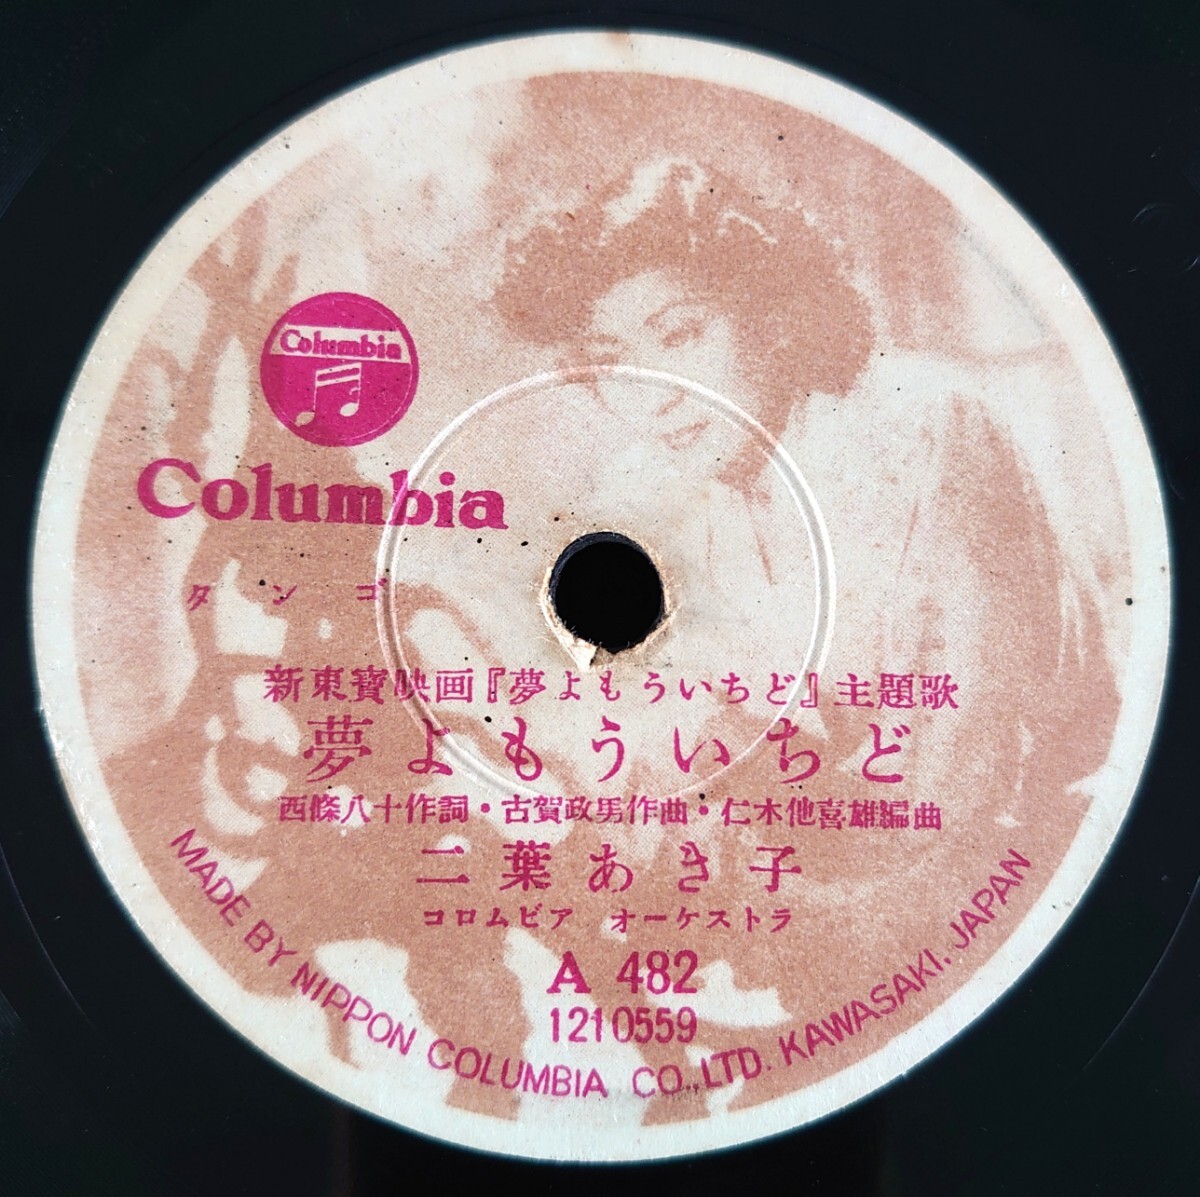 Columbia
Columbia
タンゴ
新東寳映画『夢よもういちど』主題歌
夢よもういちど
西條八十作詞・古賀政男作曲・仁木他喜雄編曲
二葉あき子
コロムビア オーケストラ
A 482
1210559
MADE BY NIPPON COLUMBIA CO., LTD. KAWASAKI, JAPAN